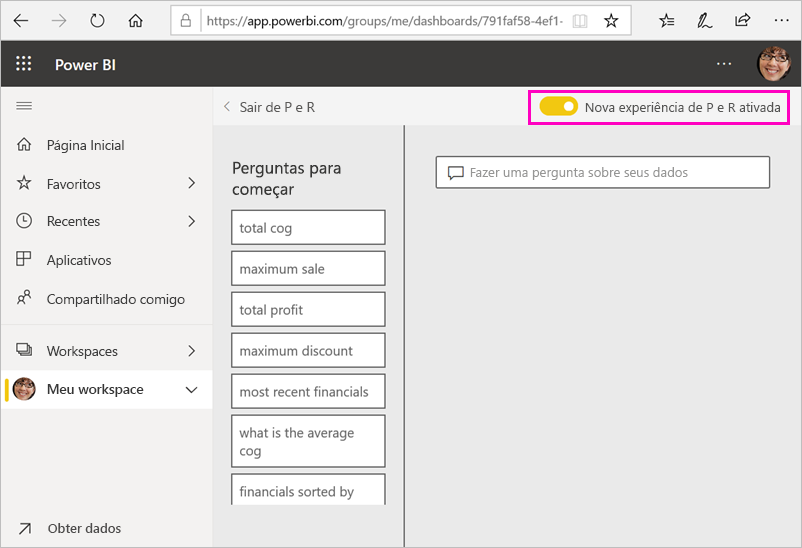 https://app.powerbi.com/groups/me/dashboards/791faf58-4ef1-
Power BI
Sair de P e R
Nova experiência de P e R ativada
Página Inicial
Favoritos
Recentes
Aplicativos
Compartilhado comigo
Workspaces
Meu workspace
Obter dados
Perguntas para
começar
total cog
maximum sale
total profit
maximum discount
most recent financials
what is the average
cog
financials sorted by
Fazer uma pergunta sobre seus dados